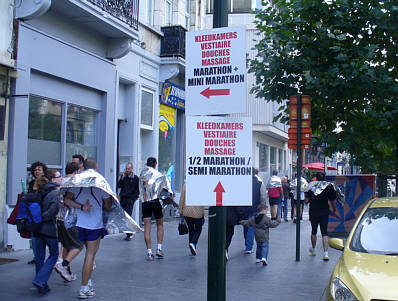 KLEEDKAMERS
VESTIAIRE
DOUCHES
MASSAGE
MARATHON +
MINI MARATHON
KLEEDKAMERS
VESTIAIRE
DOUCHES
MASSAGE
1/2 MARATHON /
SEMI MARATHON